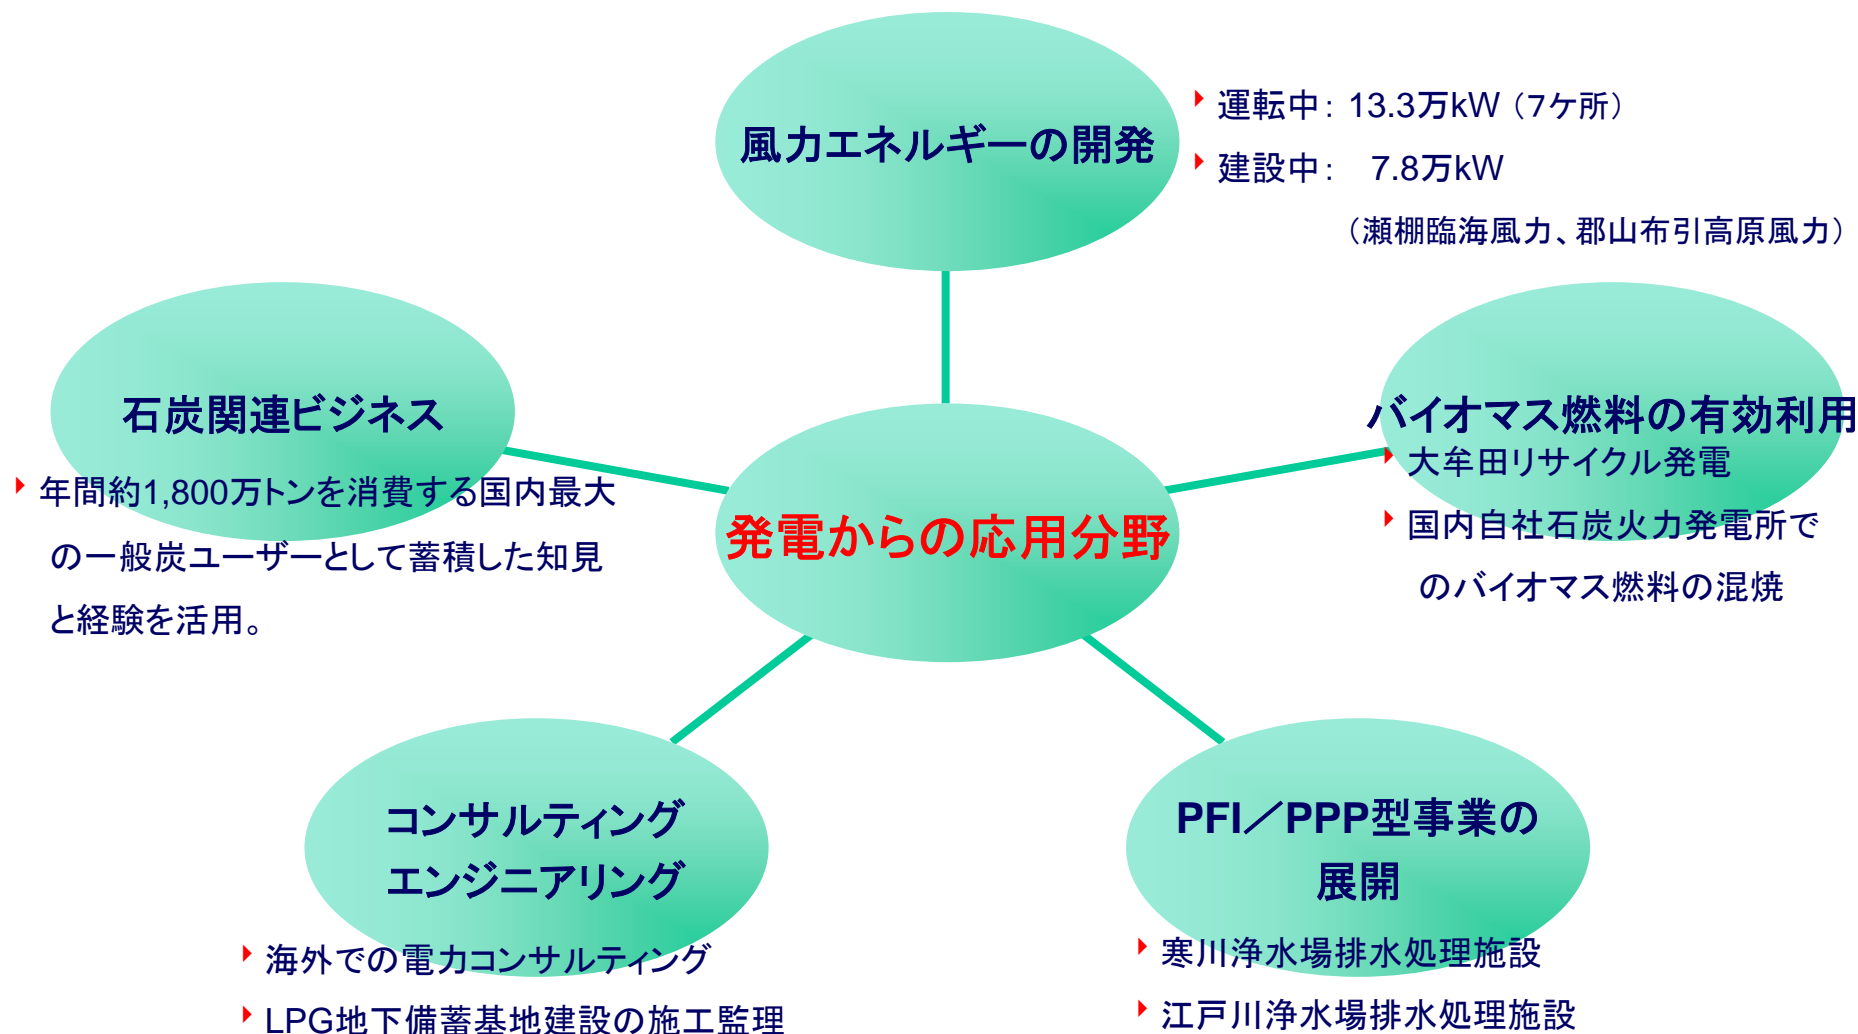 風力エネルギーの開発
運転中： 13.3万kW （7ケ所）
建設中： 7.8万kW
（瀬棚臨海風力、郡山布引高原風力）
石炭関連ビジネス
年間約1,800万トンを消費する国内最大
の一般炭ユーザーとして蓄積した知見
と経験を活用。
発電からの応用分野
バイオマス燃料の有効利用
大牟田リサイクル発電
国内自社石炭火力発電所で
のバイオマス燃料の混焼
コンサルティング
エンジニアリング
海外での電力コンサルティング
LPG地下備蓄基地建設の施工監理
PFI／PPP型事業の
展開
寒川浄水場排水処理施設
江戸川浄水場排水処理施設